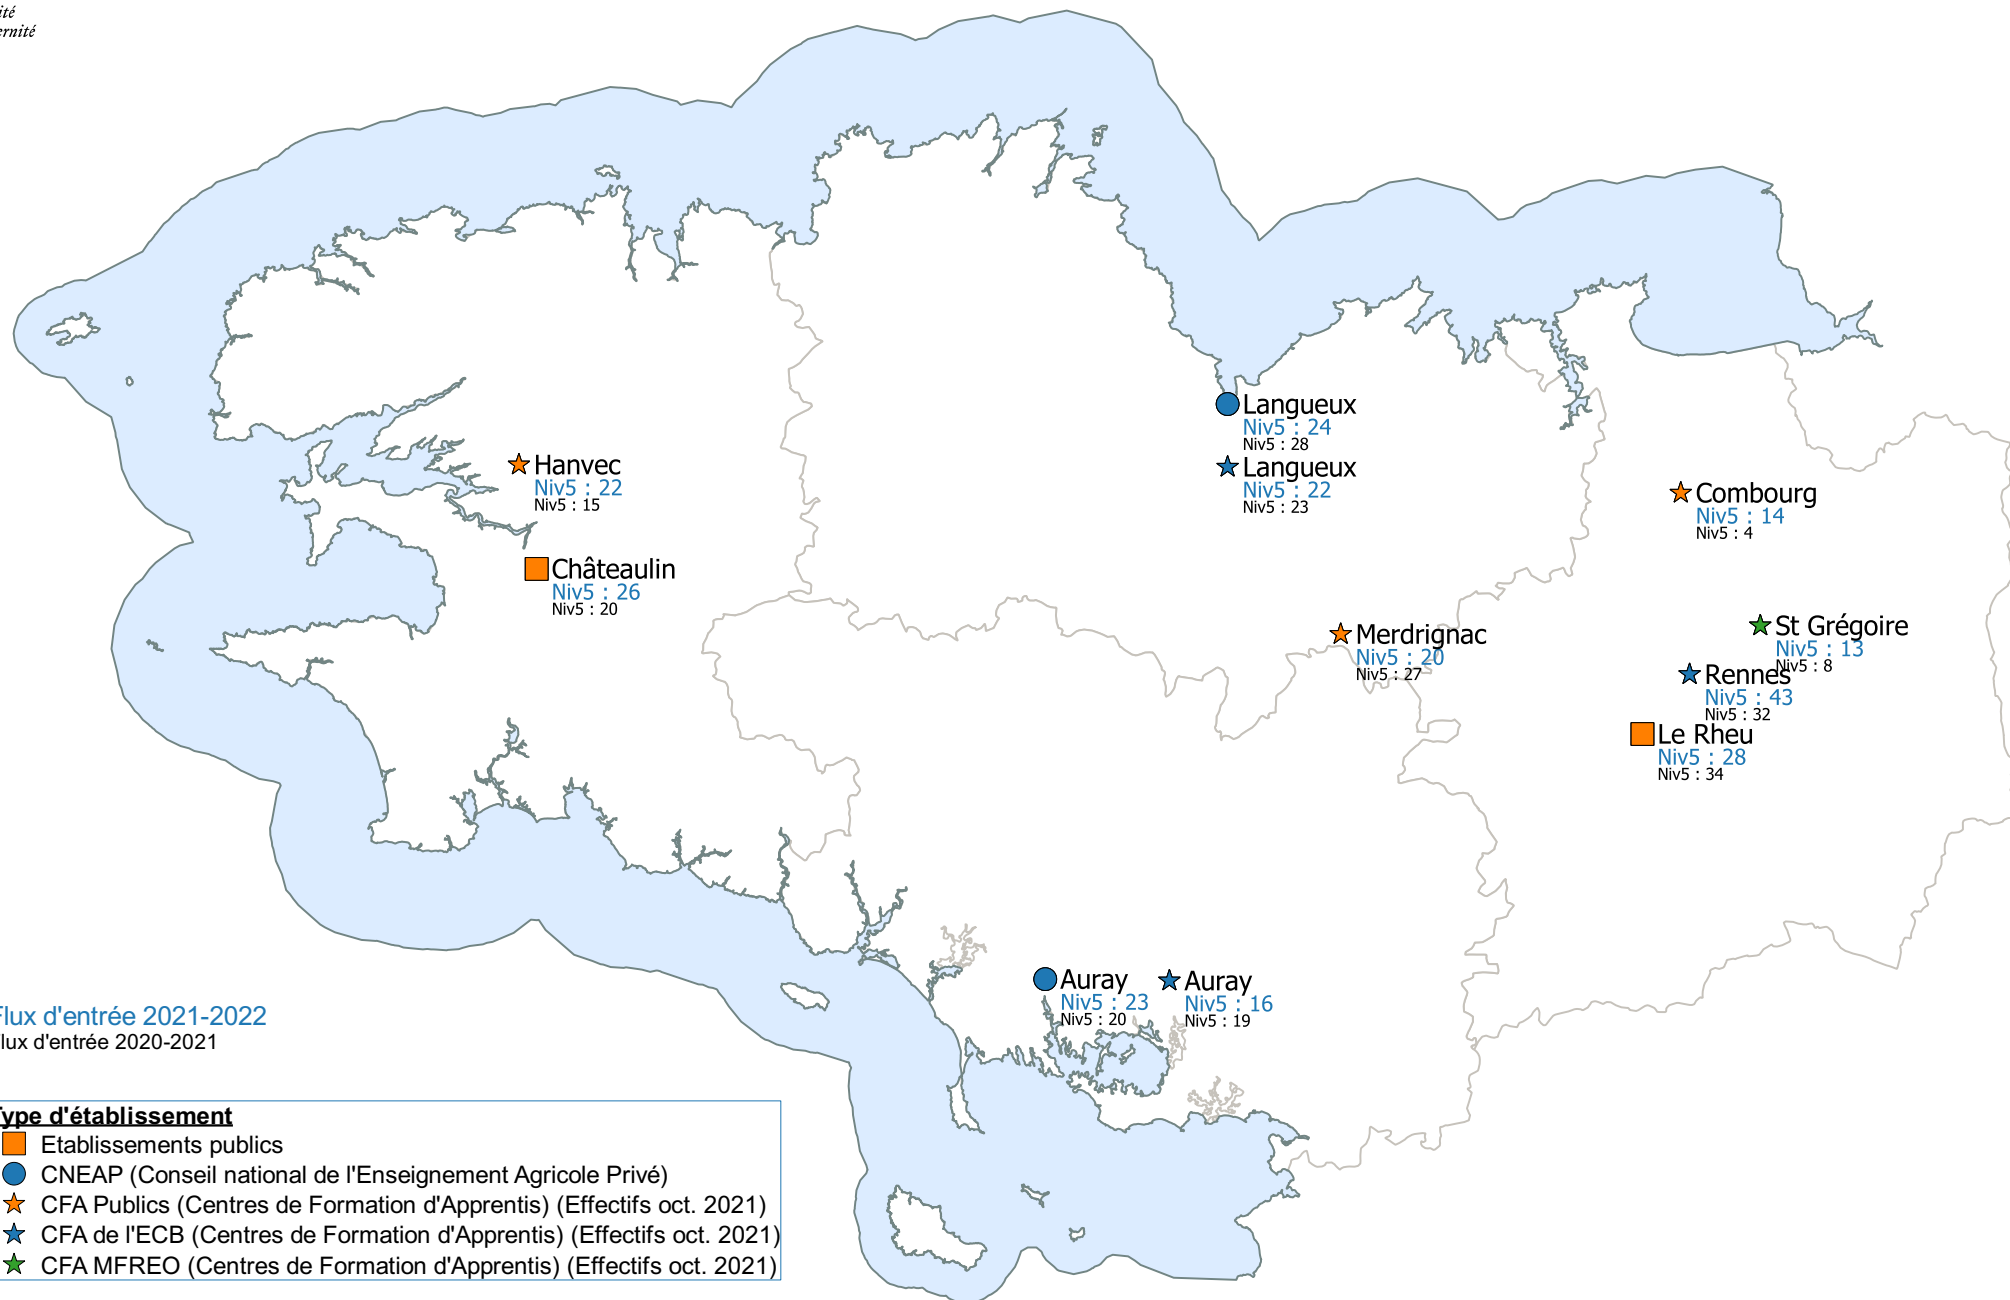 ité
ernité
Langueux
Niv5 : 24
Niv5 : 28
Langueux
Niv5 : 22
Niv5 : 23
Hanvec
Niv5 : 22
Niv5 : 15
Combourg
Niv5 : 14
Niv5 : 4
Châteaulin
Niv5 : 26
Niv5 : 20
Merdrignac
Niv5 : 20
Niv5 : 27
St Grégoire
Niv5 : 13
Niv5 : 8
Rennes
Niv5 : 43
Niv5 : 32
Le Rheu
Niv5 : 28
Niv5 : 34
Auray
Niv5 : 23
Niv5 : 20
Auray
Niv5 : 16
Niv5 : 19
Flux d'entrée 2021-2022
Flux d'entrée 2020-2021
Type d'établissement
Etablissements publics
CNEAP (Conseil national de l'Enseignement Agricole Privé)
CFA Publics (Centres de Formation d'Apprentis) (Effectifs oct. 2021)
CFA de l'ECB (Centres de Formation d'Apprentis) (Effectifs oct. 2021)
CFA MFREO (Centres de Formation d'Apprentis) (Effectifs oct. 2021)